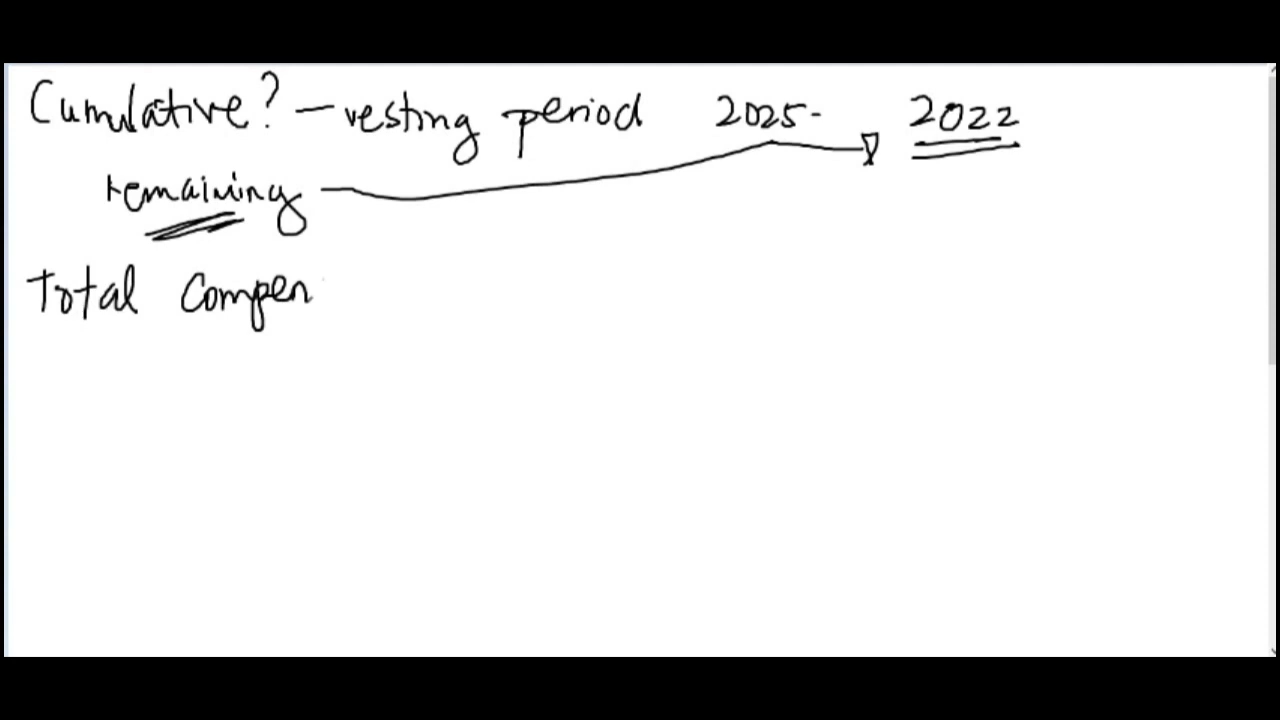 Cumulative? - vesting period 2025- 2022
remaining
Total Compen